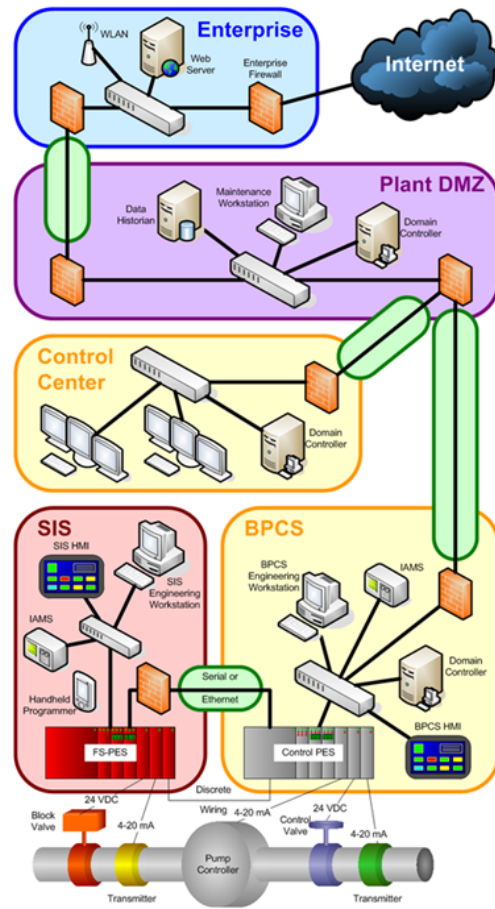 Enterprise
WLAN
Web
Server
Enterprise
Firewall
Internet
Plant DMZ
Data
Historian
Maintenance
Workstation
Domain
Controller
Control
Center
Domain
Controller
SIS
SIS HMI
SIS
Engineering
Workstation
IAMS
Handheld
Programmer
FS-PES
Serial or
Ethernet
BPCS
BPCS
Engineering
Workstation
IAMS
Domain
Controller
BPCS HMI
Control PES
Discrete
Wiring
Block
Valve
24 VDC
4-20 mA
Transmitter
Pump
Controller
4-20 mA
Control
Valve
24 VDC
4-20 mA
Transmitter